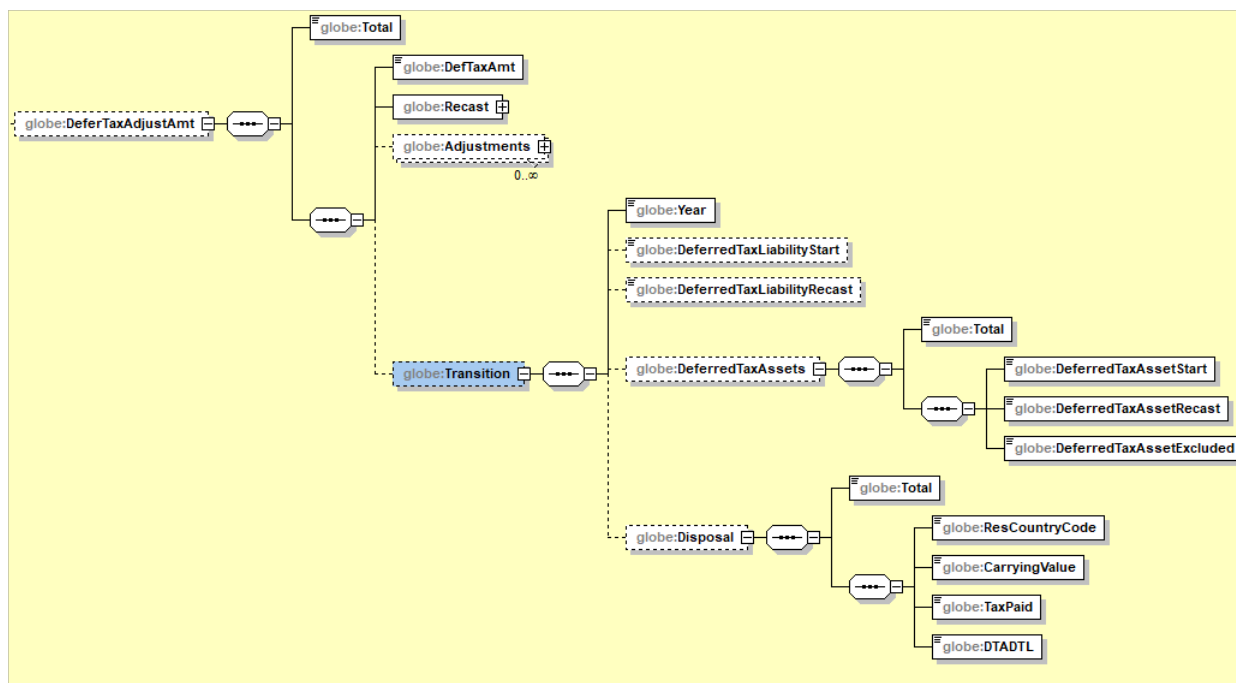 globe:Total
globe:DefTaxAmt
globe:Recast
globe:DeferTaxAdjustAmt
globe:Adjustments
0..∞
globe:Year
globe:DeferredTaxLiabilityStart
globe:DeferredTaxLiabilityRecast
globe:Total
globe:Transition
globe:DeferredTaxAssets
globe:DeferredTaxAssetStart
globe:DeferredTaxAssetRecast
globe:DeferredTaxAssetExcluded
globe:Total
globe:Disposal
globe:ResCountryCode
globe:CarryingValue
globe:TaxPaid
globe:DTADTL